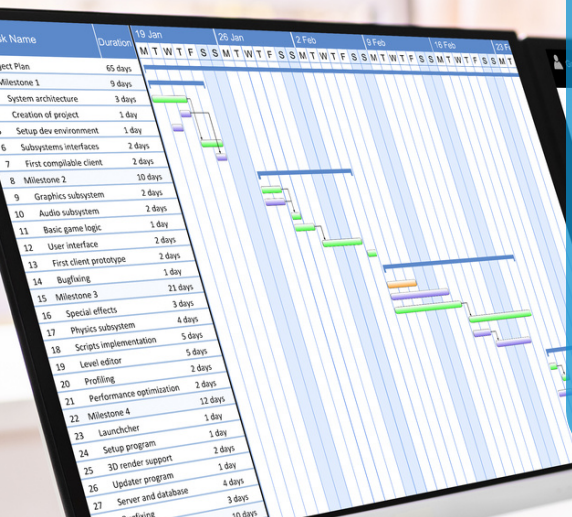 sk Name Duration 19 Jan 26 Jan 2 Feb 9 Feb 16 Feb 23 F
M T W T F S S M T W T F S S M T W T F S S M T W T F S S M T W T F S S M T
ject Plan 65 days
Milestone 1 9 days
System architecture 3 days
Creation of project 1 day
Setup dev environment 1 day
6 Subsystems interfaces 2 days
7 First compilable client 2 days
8 Milestone 2 10 days
9 Graphics subsystem 2 days
10 Audio subsystem 2 days
11 Basic game logic 1 day
12 User interface 2 days
13 First client prototype 2 days
14 Bugfixing 1 day
15 Milestone 3 21 days
16 Special effects 3 days
17 Physics subsystem 4 days
18 Scripts implementation 5 days
19 Level editor 5 days
20 Profiling 2 days
21 Performance optimization 2 days
22 Milestone 4 12 days
23 Launchcher 1 day
24 Setup program 1 day
25 3D render support 2 days
26 Updater program 1 day
27 Server and database 4 days
3 days
10 days